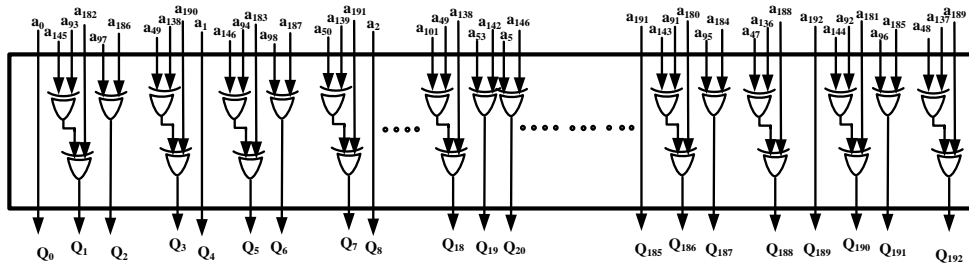 a₀ a₁₄₅ a₉₃ a₁₈₂ a₉₇ a₁₈₆ a₄₉ a₁₃₈ a₁₉₀ a₁ a₁₄₆ a₉₄ a₁₈₃ a₉₈ a₁₈₇ a₅₀ a₁₃₉ a₁₉₁ a₂ a₁₀₁ a₄₉ a₁₃₈ a₅₃ a₁₄₂ a₅ a₁₄₆ a₁₉₁ a₁₄₃ a₉₁ a₁₈₀ a₉₅ a₁₈₄ a₄₇ a₁₃₆ a₁₈₈ a₁₉₂ a₁₄₄ a₉₂ a₁₈₁ a₉₆ a₁₈₅ a₄₈ a₁₃₇ a₁₈₉
Q₀ Q₁ Q₂ Q₃ Q₄ Q₅ Q₆ Q₇ Q₈ Q₁₈ Q₁₉ Q₂₀ Q₁₈₅ Q₁₈₆ Q₁₈₇ Q₁₈₈ Q₁₈₉ Q₁₉₀ Q₁₉₁ Q₁₉₂